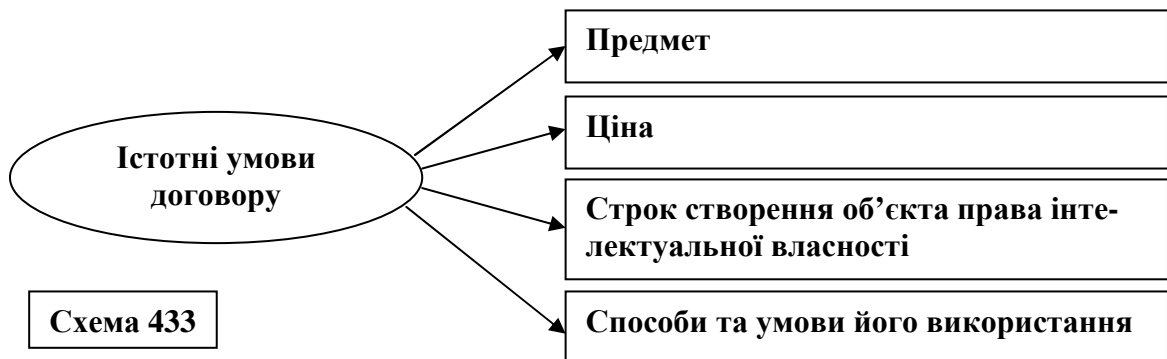 Предмет
Ціна
Істотні умови
договору
Строк створення об’єкта права інте-
лектуальної власності
Способи та умови його використання
Схема 433